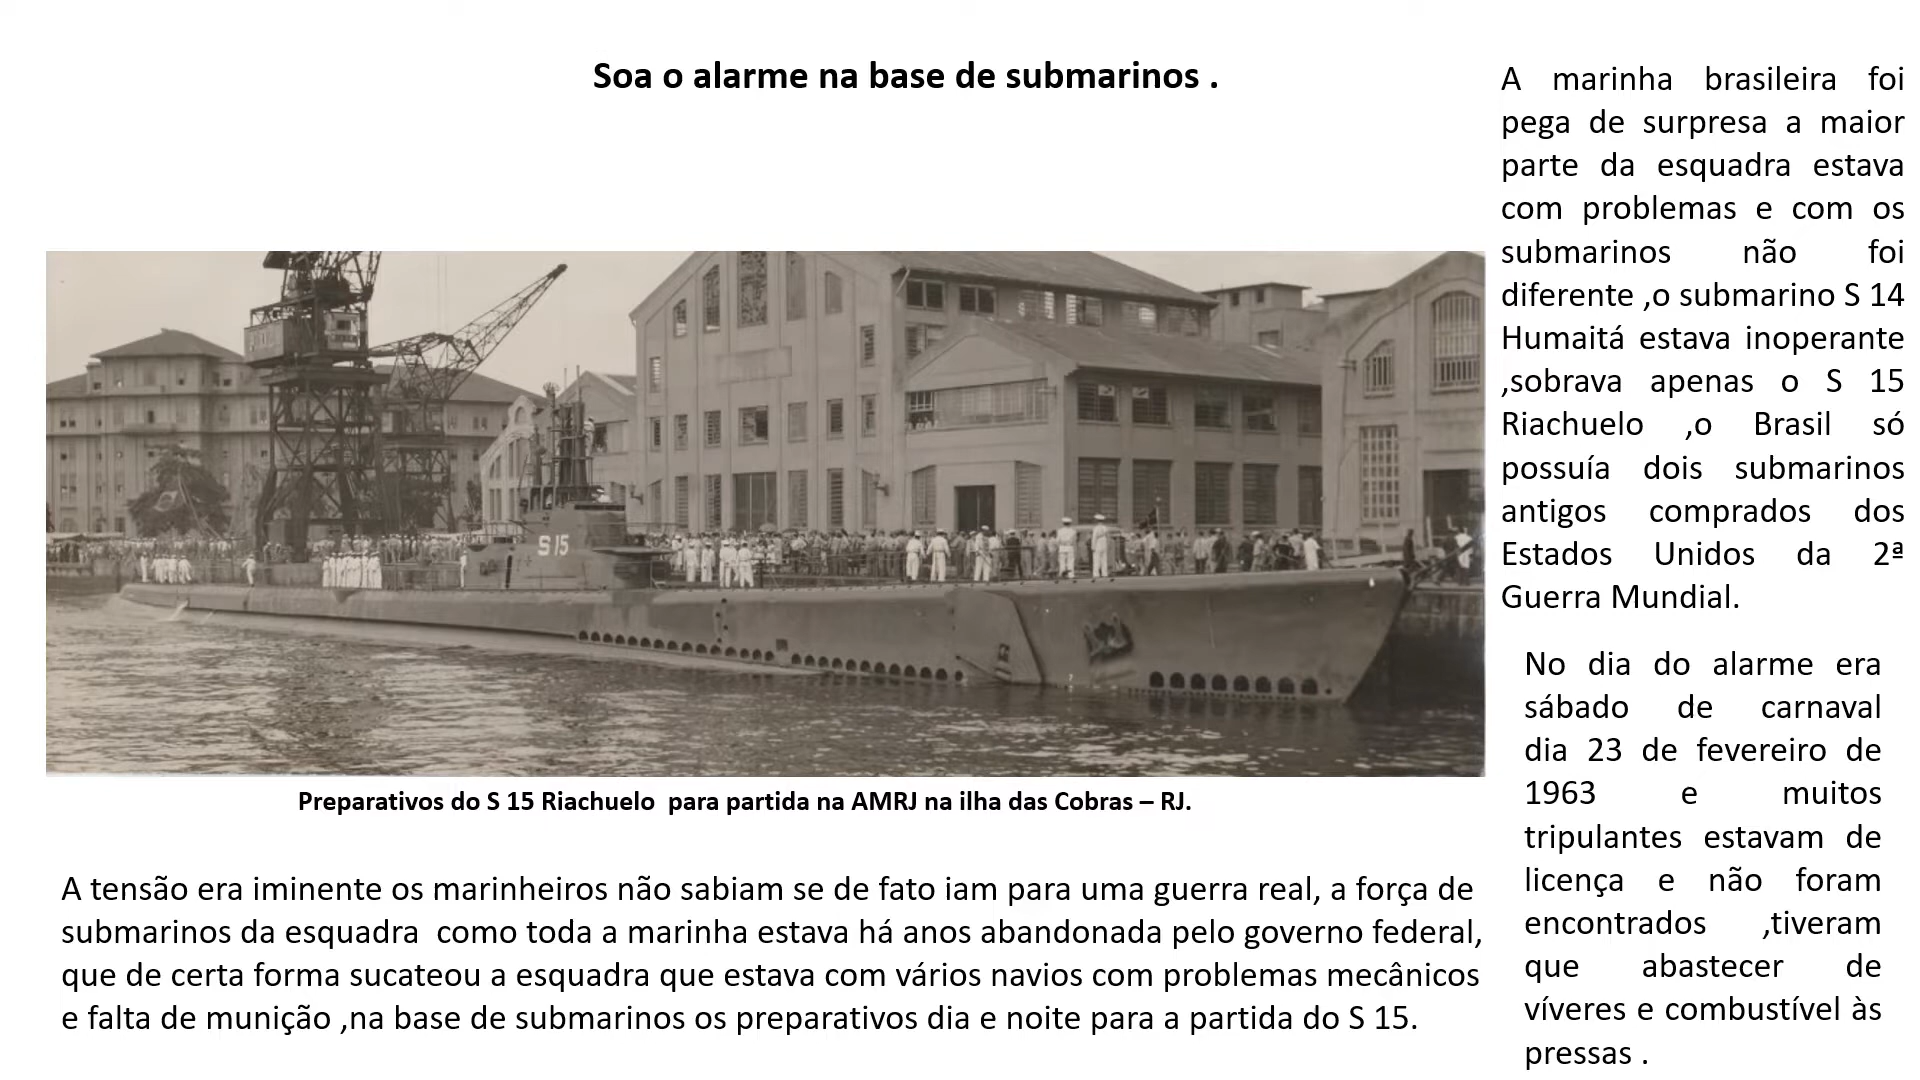 Soa o alarme na base de submarinos .
A marinha brasileira foi
pega de surpresa a maior
parte da esquadra estava
com problemas e com os
submarinos não foi
diferente ,o submarino S 14
Humaitá estava inoperante
,sobrava apenas o S 15
Riachuelo ,o Brasil só
possuía dois submarinos
antigos comprados dos
Estados Unidos da 2ª
Guerra Mundial.
No dia do alarme era
sábado de carnaval
dia 23 de fevereiro de
1963 e muitos
tripulantes estavam de
licença e não foram
encontrados ,tiveram
que abastecer de
víveres e combustível às
pressas .
S 15
Preparativos do S 15 Riachuelo  para partida na AMRJ na ilha das Cobras – RJ.
A tensão era iminente os marinheiros não sabiam se de fato iam para uma guerra real, a força de
submarinos da esquadra  como toda a marinha estava há anos abandonada pelo governo federal,
que de certa forma sucateou a esquadra que estava com vários navios com problemas mecânicos
e falta de munição ,na base de submarinos os preparativos dia e noite para a partida do S 15.